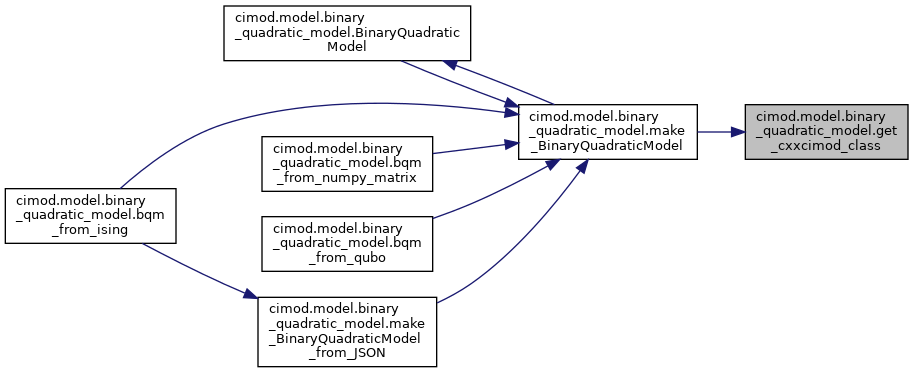 cimod.model.binary
_quadratic_model.BinaryQuadratic
Model
cimod.model.binary
_quadratic_model.make
_BinaryQuadraticModel
cimod.model.binary
_quadratic_model.get
_cxxcimod_class
cimod.model.binary
_quadratic_model.bqm
_from_numpy_matrix
cimod.model.binary
_quadratic_model.bqm
_from_ising
cimod.model.binary
_quadratic_model.bqm
_from_qubo
cimod.model.binary
_quadratic_model.make
_BinaryQuadraticModel
_from_JSON